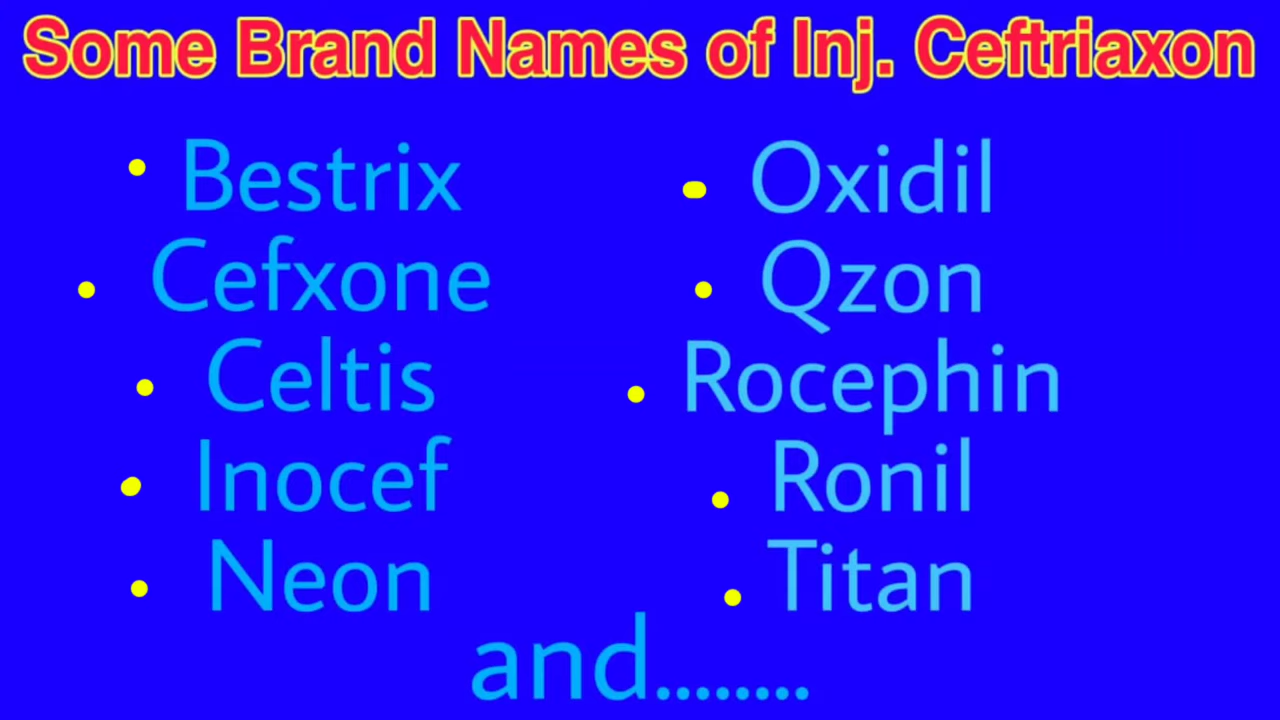 Some Brand Names of Inj. Ceftriaxon
Bestrix
Cefxone
Celtis
Inocef
Neon
Oxidil
Qzon
Rocephin
Ronil
Titan
and........